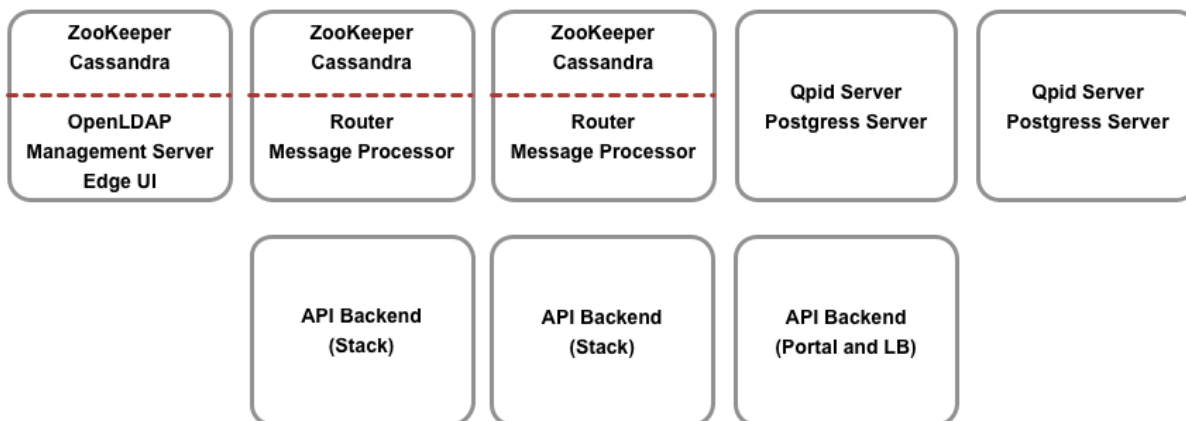 ZooKeeper
Cassandra
OpenLDAP
Management Server
Edge UI
ZooKeeper
Cassandra
Router
Message Processor
ZooKeeper
Cassandra
Router
Message Processor
Qpid Server
Postgress Server
Qpid Server
Postgress Server
API Backend
(Stack)
API Backend
(Stack)
API Backend
(Portal and LB)